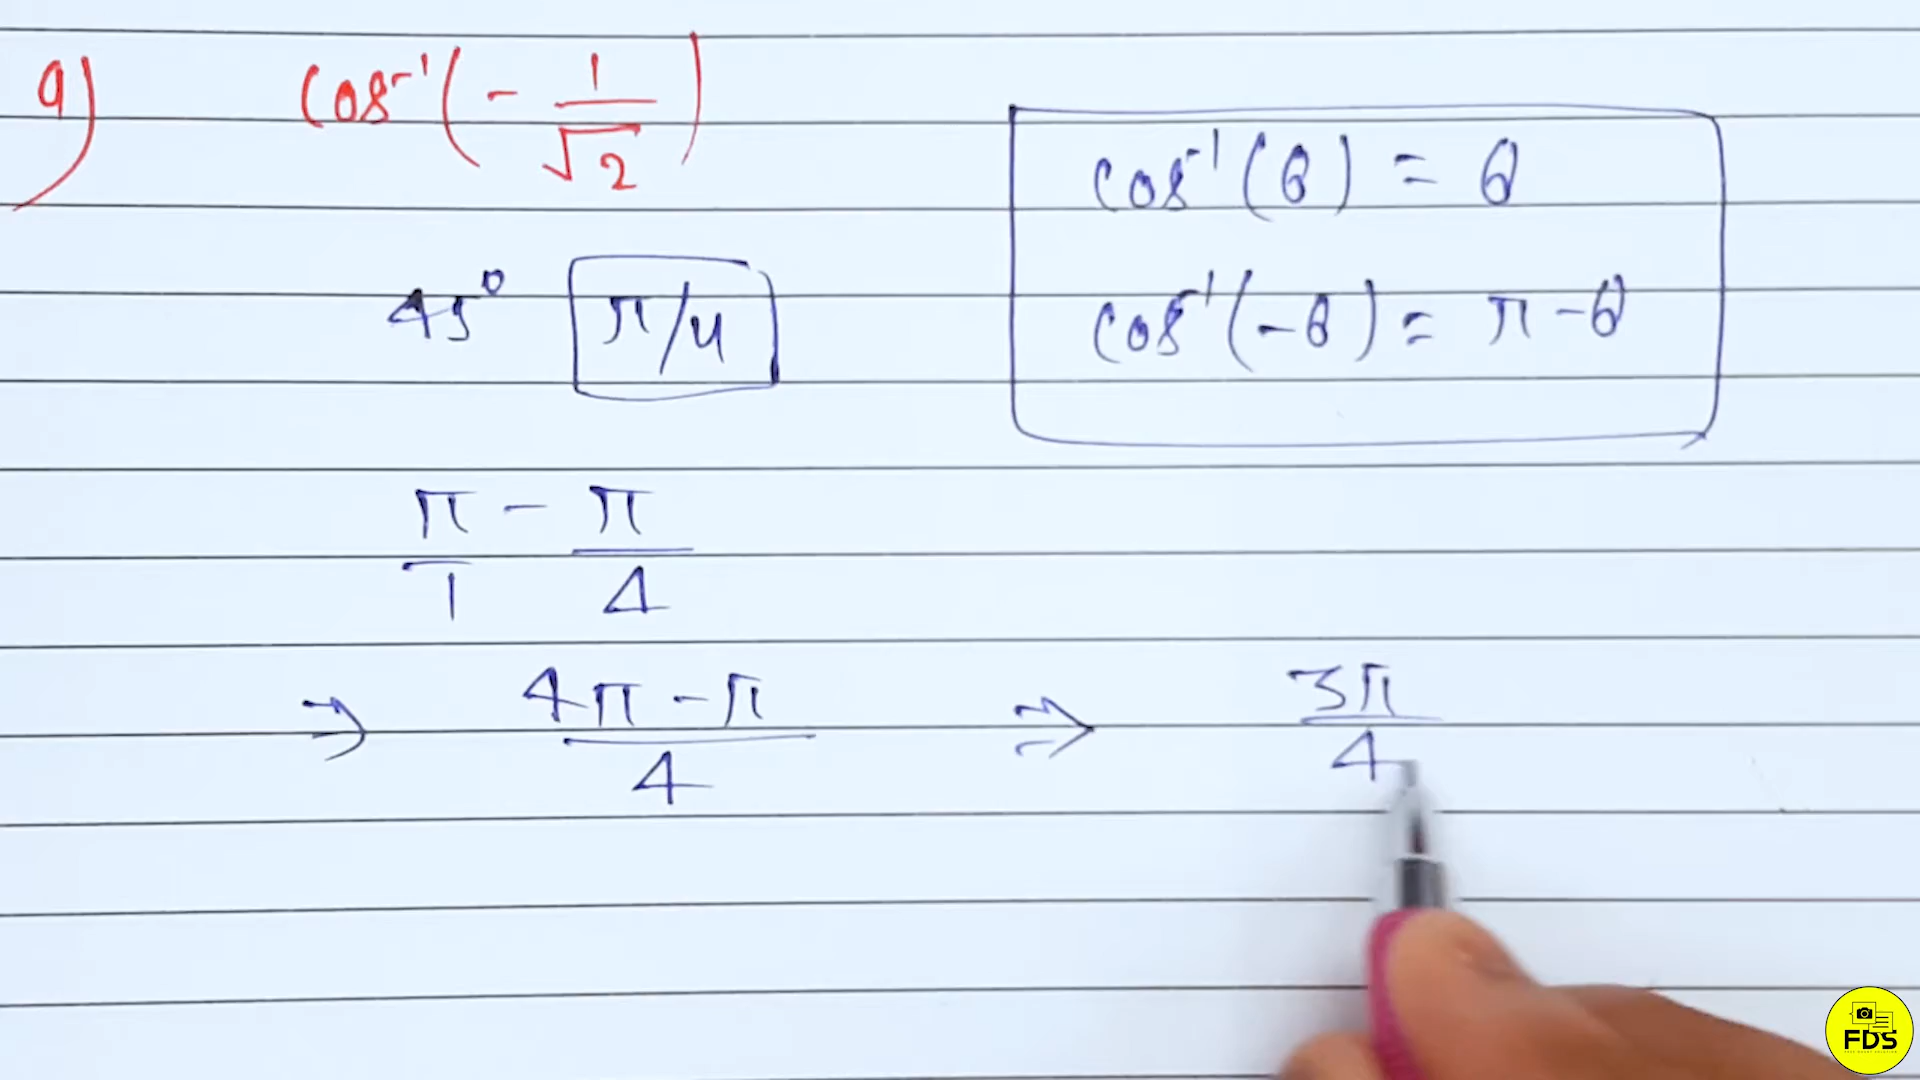 9) cos⁻¹(-1/√2)
cos⁻¹(θ) = θ
cos⁻¹(-θ) = π-θ
45° π/4
π/1 - π/4
⇒ (4π-π)/4 ⇒ 3π/4
FDS